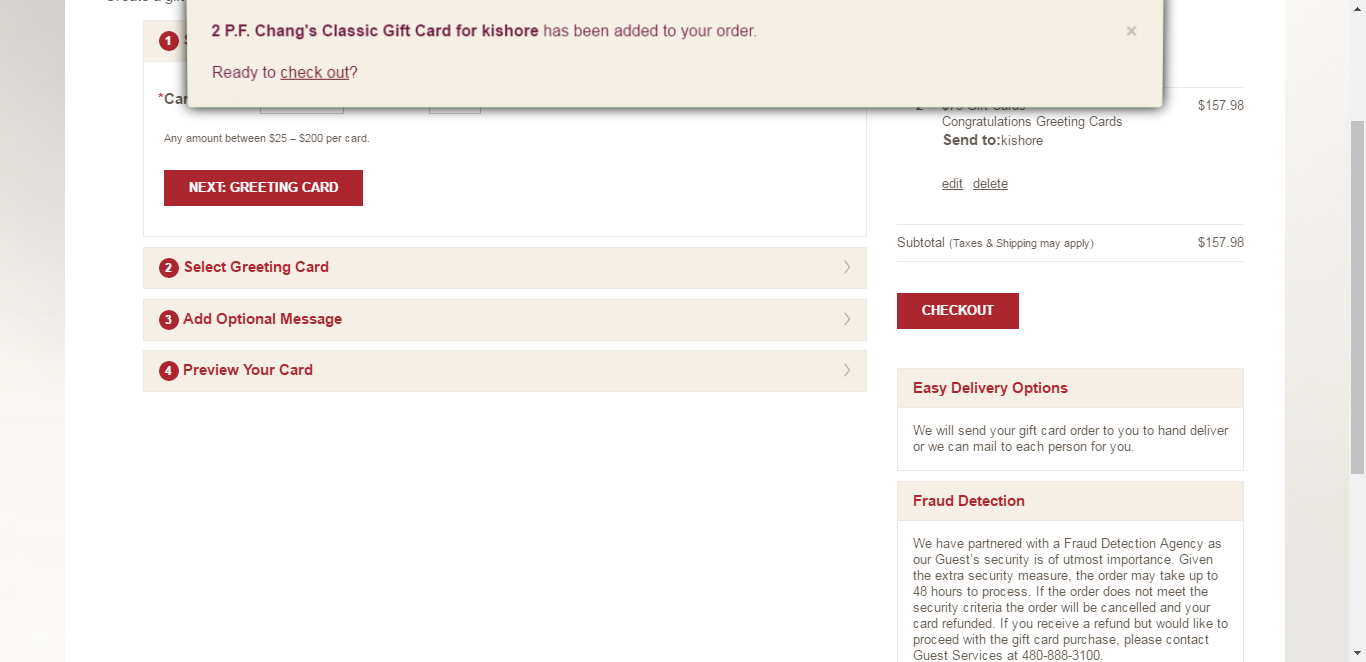 2 P.F. Chang's Classic Gift Card for kishore has been added to your order.
×
Ready to check out?
1
*Car
Any amount between $25 – $200 per card.
NEXT: GREETING CARD
2 Select Greeting Card
3 Add Optional Message
4 Preview Your Card
2 $75 Gift Cards $157.98
Congratulations Greeting Cards
Send to:kishore
edit delete
Subtotal (Taxes & Shipping may apply) $157.98
CHECKOUT
Easy Delivery Options
We will send your gift card order to you to hand deliver
or we can mail to each person for you.
Fraud Detection
We have partnered with a Fraud Detection Agency as
our Guest's security is of utmost importance. Given
the extra security measure, the order may take up to
48 hours to process. If the order does not meet the
security criteria the order will be cancelled and your
card refunded. If you receive a refund but would like to
proceed with the gift card purchase, please contact
Guest Services at 480-888-3100.